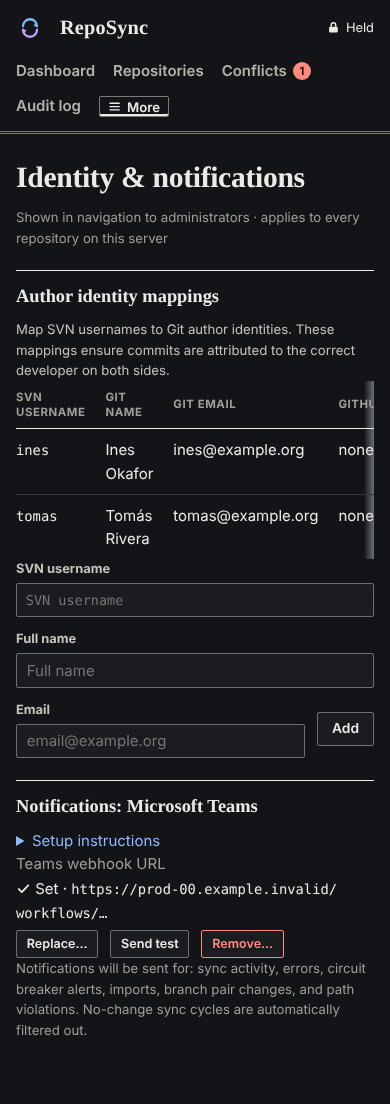 RepoSync
Held
Dashboard Repositories Conflicts 1
Audit log More
Identity & notifications
Shown in navigation to administrators · applies to every
repository on this server
Author identity mappings
Map SVN usernames to Git author identities. These
mappings ensure commits are attributed to the correct
developer on both sides.
SVN USERNAME GIT NAME GIT EMAIL
ines Ines Okafor ines@example.org none
tomas Tomás Rivera tomas@example.org none
SVN username
SVN username
Full name
Full name
Email
email@example.org Add
Notifications: Microsoft Teams
Setup instructions
Teams webhook URL
Set · https://prod-00.example.invalid/
workflows/…
Replace… Send test Remove…
Notifications will be sent for: sync activity, errors, circuit
breaker alerts, imports, branch pair changes, and path
violations. No-change sync cycles are automatically
filtered out.